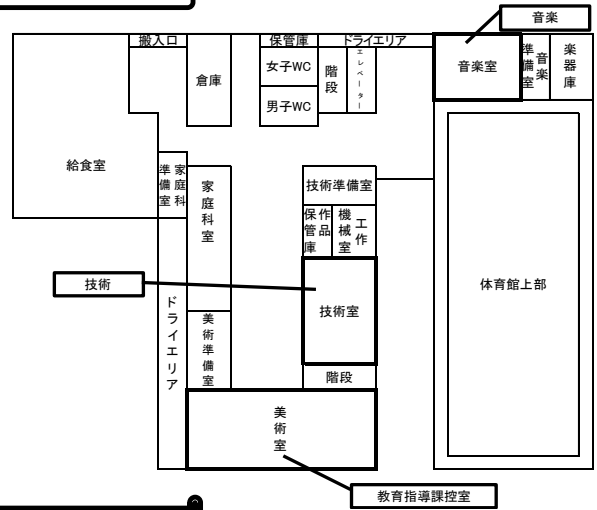 音楽
搬入口
保管庫
ドライエリア
倉庫
女子WC
男子WC
階段
エレベーター
音楽室
音楽準備室
楽器庫
給食室
家庭科準備室
家庭科室
技術準備室
作品保管庫
工作機械室
体育館上部
技術
技術室
ドライエリア
美術準備室
階段
美術室
教育指導課控室